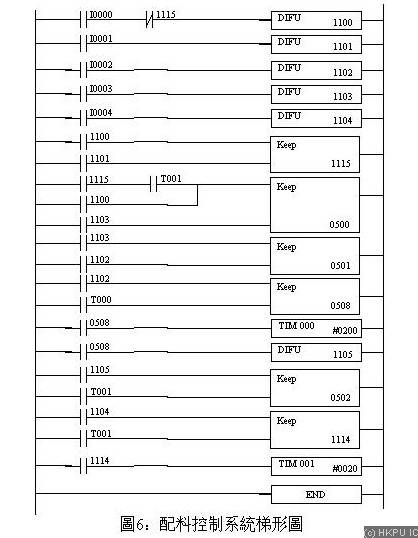 I0000 1115 DIFU 1100
I0001 DIFU 1101
I0002 DIFU 1102
I0003 DIFU 1103
I0004 DIFU 1104
1100 Keep
1101 1115
1115 T001 Keep
1100
1103 0500
1103 Keep
1102 0501
1102 Keep
T000 0508
0508 TIM 000 #0200
0508 DIFU 1105
1105 Keep
T001 0502
1104 Keep
T001 1114
1114 TIM 001 #0020
END
圖6：配料控制系統梯形圖
(c) HKPU IC